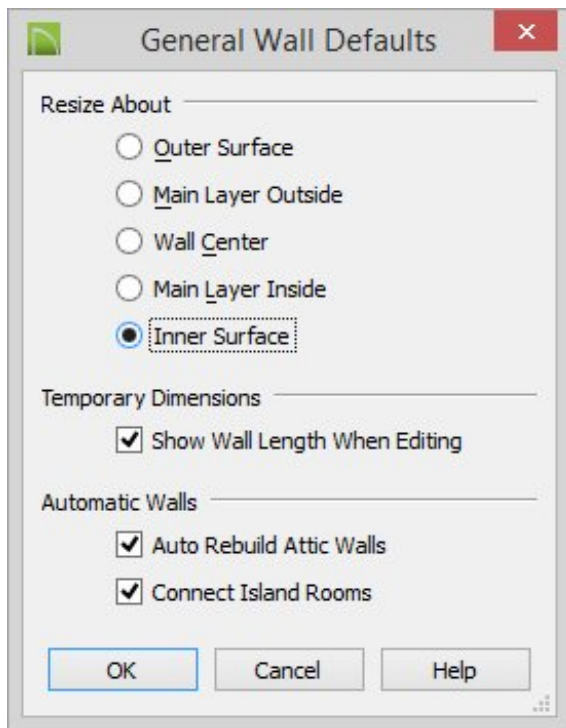 General Wall Defaults
Resize About
Outer Surface
Main Layer Outside
Wall Center
Main Layer Inside
Inner Surface
Temporary Dimensions
Show Wall Length When Editing
Automatic Walls
Auto Rebuild Attic Walls
Connect Island Rooms
OK Cancel Help